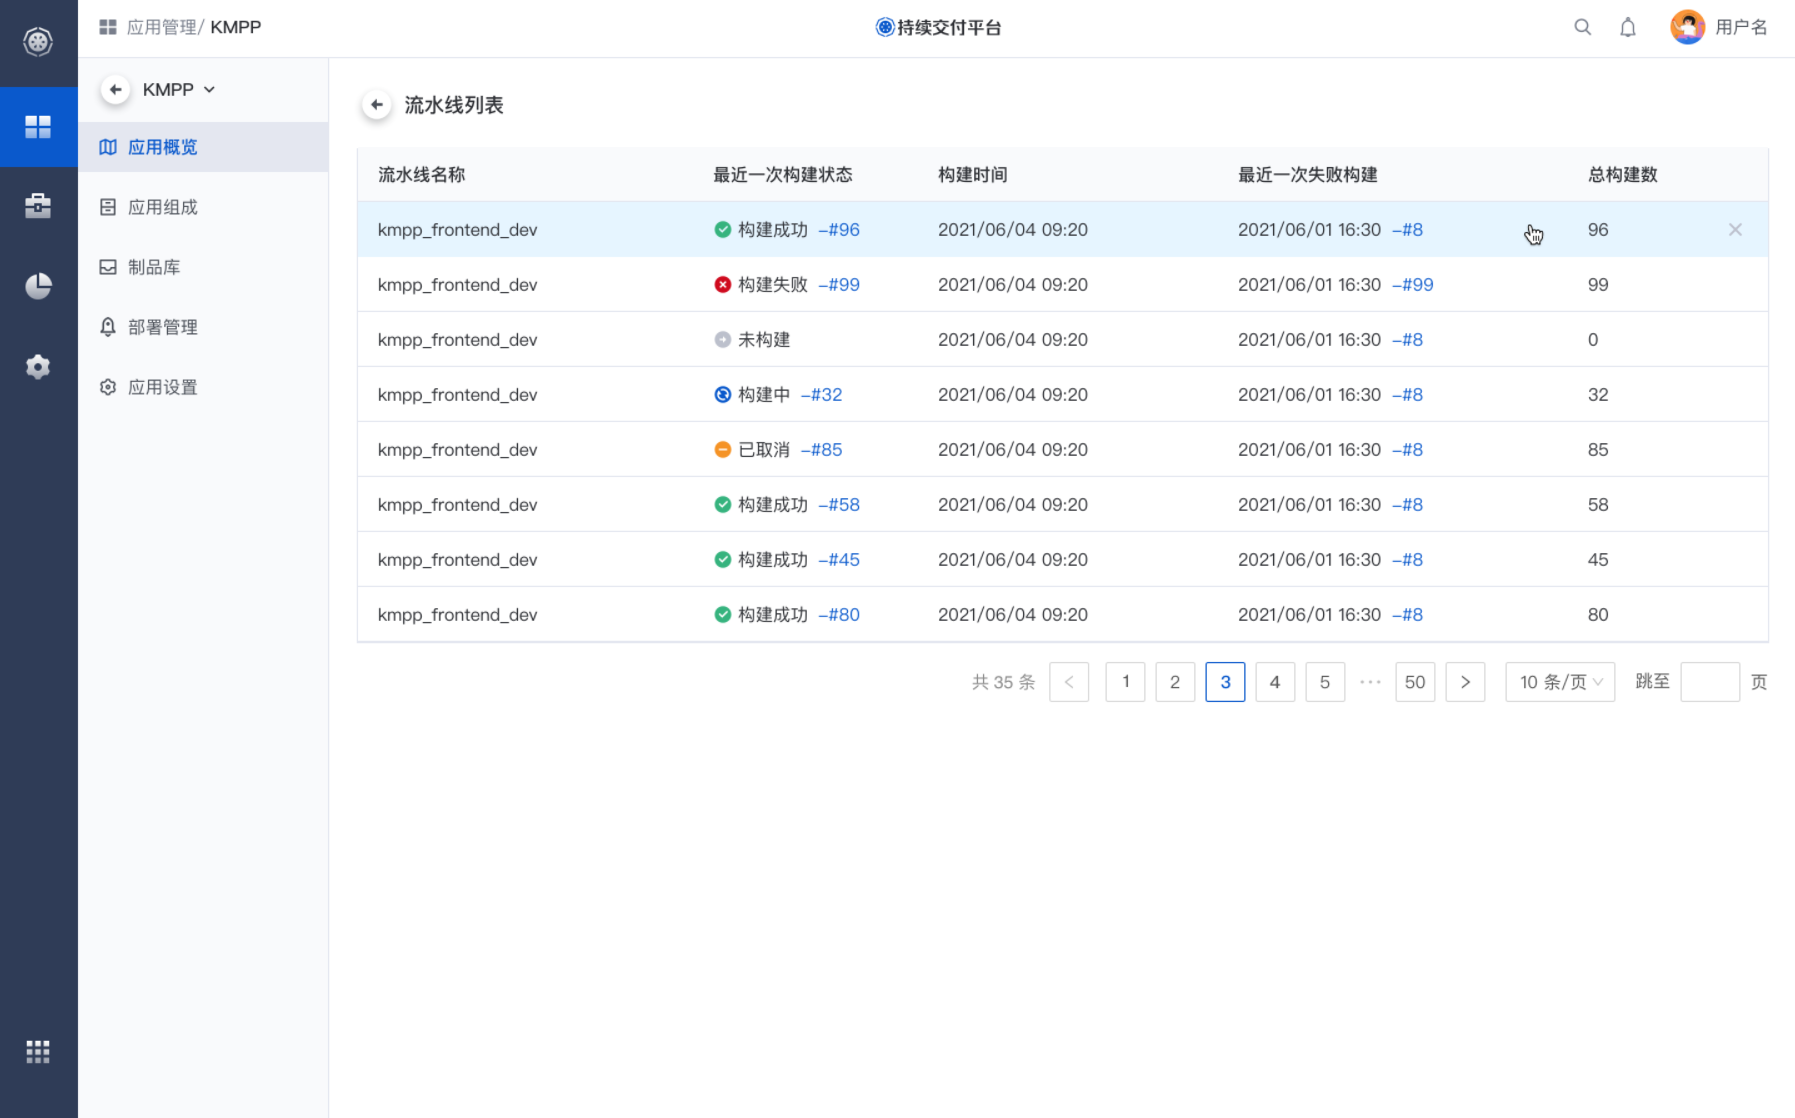 应用管理/ KMPP
持续交付平台
用户名
KMPP
应用概览
应用组成
制品库
部署管理
应用设置
流水线列表
流水线名称 最近一次构建状态 构建时间 最近一次失败构建 总构建数
kmpp_frontend_dev 构建成功 –#96 2021/06/04 09:20 2021/06/01 16:30 –#8 96
kmpp_frontend_dev 构建失败 –#99 2021/06/04 09:20 2021/06/01 16:30 –#99 99
kmpp_frontend_dev 未构建 2021/06/04 09:20 2021/06/01 16:30 –#8 0
kmpp_frontend_dev 构建中 –#32 2021/06/04 09:20 2021/06/01 16:30 –#8 32
kmpp_frontend_dev 已取消 –#85 2021/06/04 09:20 2021/06/01 16:30 –#8 85
kmpp_frontend_dev 构建成功 –#58 2021/06/04 09:20 2021/06/01 16:30 –#8 58
kmpp_frontend_dev 构建成功 –#45 2021/06/04 09:20 2021/06/01 16:30 –#8 45
kmpp_frontend_dev 构建成功 –#80 2021/06/04 09:20 2021/06/01 16:30 –#8 80
共 35 条 < 1 2 3 4 5 ··· 50 > 10 条/页 跳至 页